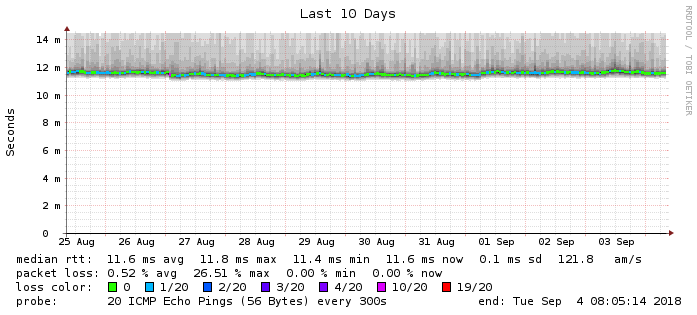 Last 10 Days
RRDTOOL / TOBI OETIKER
Seconds
14 m
12 m
10 m
8 m
6 m
4 m
2 m
0
25 Aug 26 Aug 27 Aug 28 Aug 29 Aug 30 Aug 31 Aug 01 Sep 02 Sep 03 Sep
median rtt: 11.6 ms avg 11.8 ms max 11.4 ms min 11.6 ms now 0.1 ms sd 121.8 am/s
packet loss: 0.52 % avg 26.51 % max 0.00 % min 0.00 % now
loss color: 0 1/20 2/20 3/20 4/20 10/20 19/20
probe: 20 ICMP Echo Pings (56 Bytes) every 300s end: Tue Sep 4 08:05:14 2018